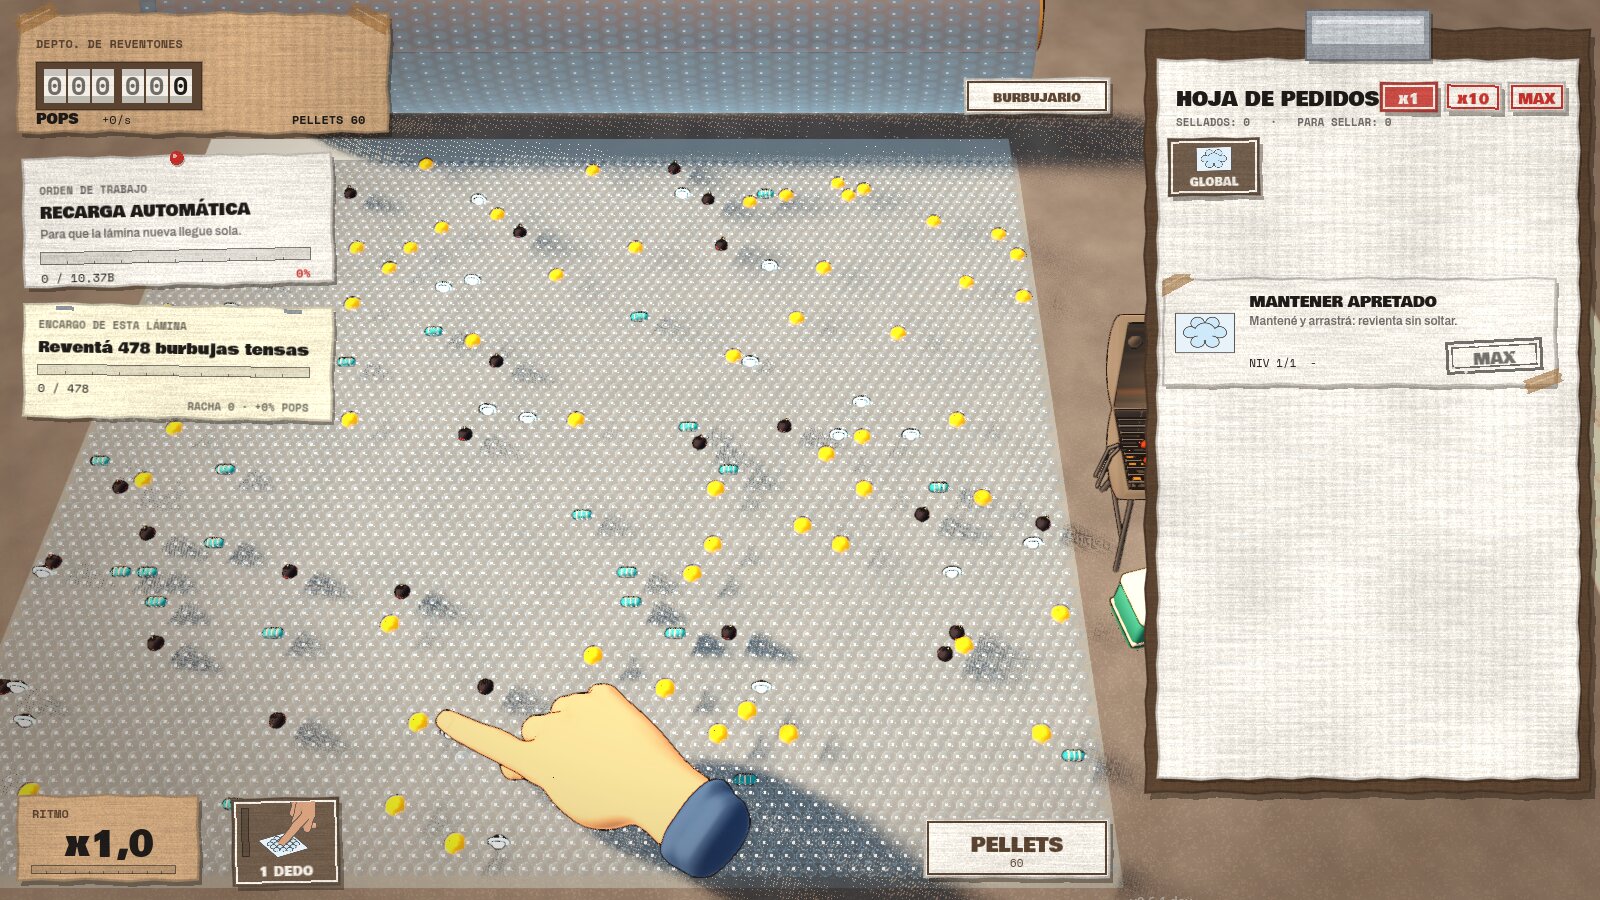 DEPTO. DE REVENTONES
000 000
POPS +0/s PELLETS 60
ORDEN DE TRABAJO
RECARGA AUTOMÁTICA
Para que la lámina nueva llegue sola.
0 / 10.37B 0%
ENCARGO DE ESTA LÁMINA
Reventá 478 burbujas tensas
0 / 478
RACHA 0 · +0% POPS
RITMO
x1,0
1 DEDO
BURBUJARIO
PELLETS
60
HOJA DE PEDIDOS x1 x10 MAX
SELLADOS: 0 · PARA SELLAR: 0
GLOBAL
MANTENER APRETADO
Mantené y arrastrá: revienta sin soltar.
NIV 1/1 - MAX